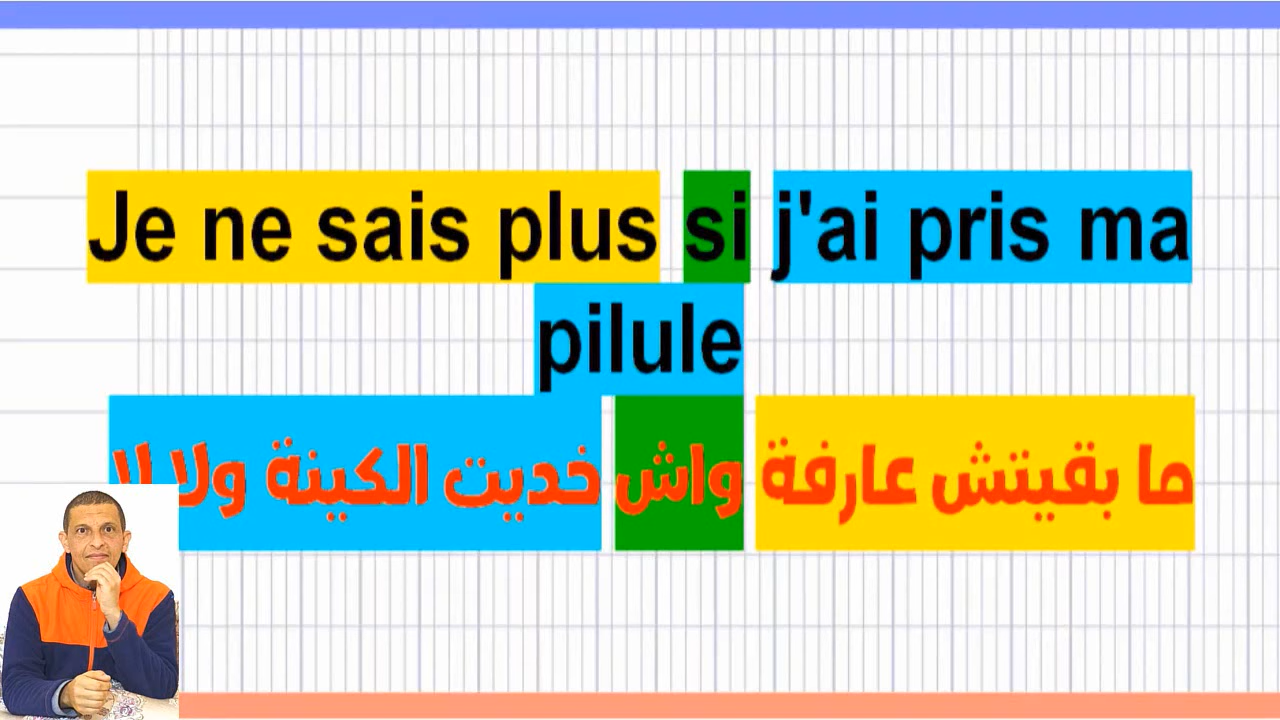 Je ne sais plus si j'ai pris ma
pilule
ما بقيتش عارفة واش خديت الكينة ولا لا